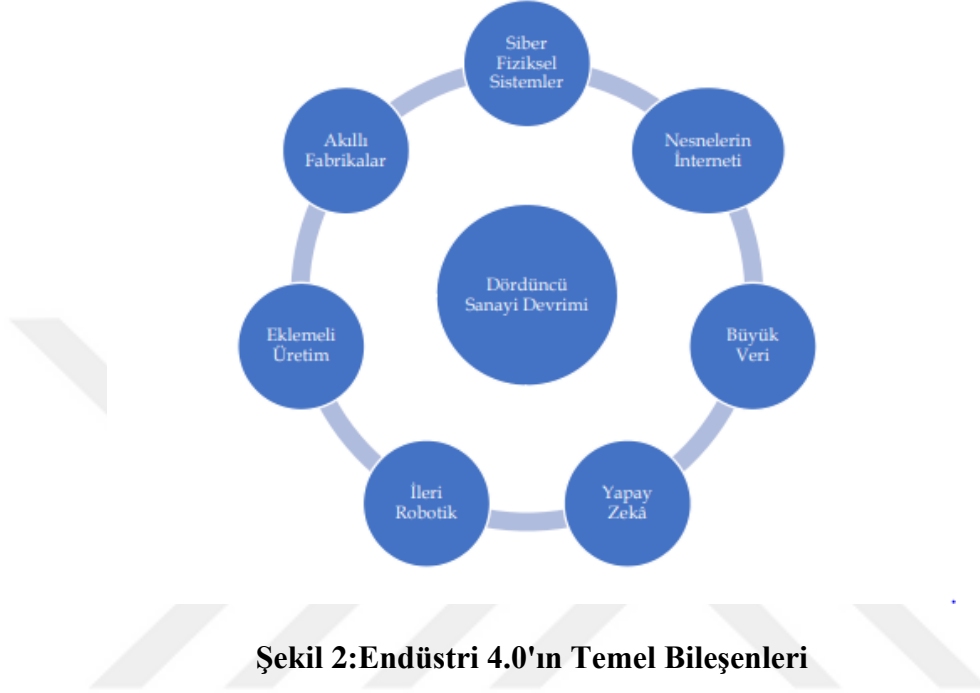 Siber
Fiziksel
Sistemler
Nesnelerin
İnterneti
Büyük
Veri
Yapay
Zekâ
İleri
Robotik
Eklemeli
Üretim
Akıllı
Fabrikalar
Dördüncü
Sanayi Devrimi
Şekil 2:Endüstri 4.0'ın Temel Bileşenleri